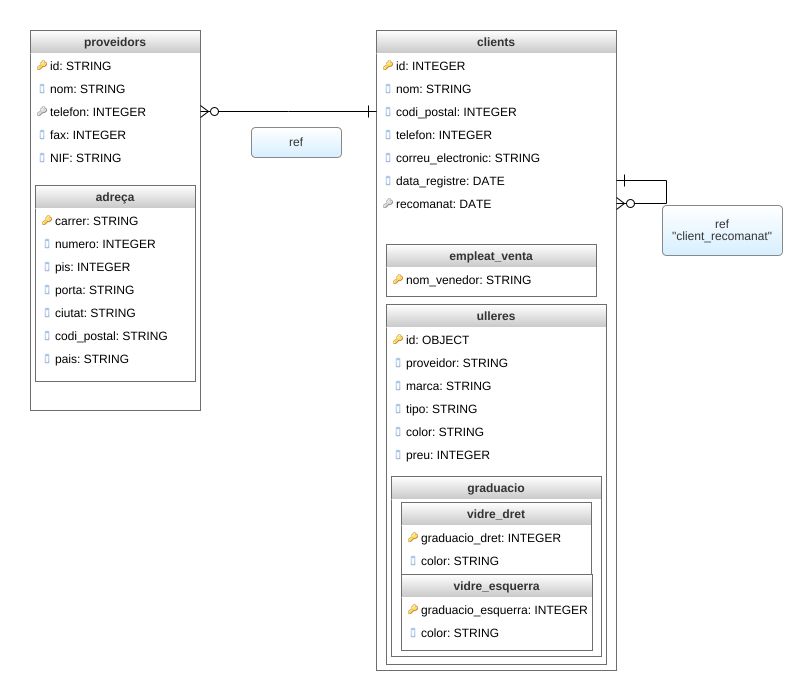 proveidors
id: STRING
nom: STRING
telefon: INTEGER
fax: INTEGER
NIF: STRING
adreça
carrer: STRING
numero: INTEGER
pis: INTEGER
porta: STRING
ciutat: STRING
codi_postal: STRING
pais: STRING
ref
clients
id: INTEGER
nom: STRING
codi_postal: INTEGER
telefon: INTEGER
correu_electronic: STRING
data_registre: DATE
recomanat: DATE
empleat_venta
nom_venedor: STRING
ulleres
id: OBJECT
proveidor: STRING
marca: STRING
tipo: STRING
color: STRING
preu: INTEGER
graduacio
vidre_dret
graduacio_dret: INTEGER
color: STRING
vidre_esquerra
graduacio_esquerra: INTEGER
color: STRING
ref
"client_recomanat"